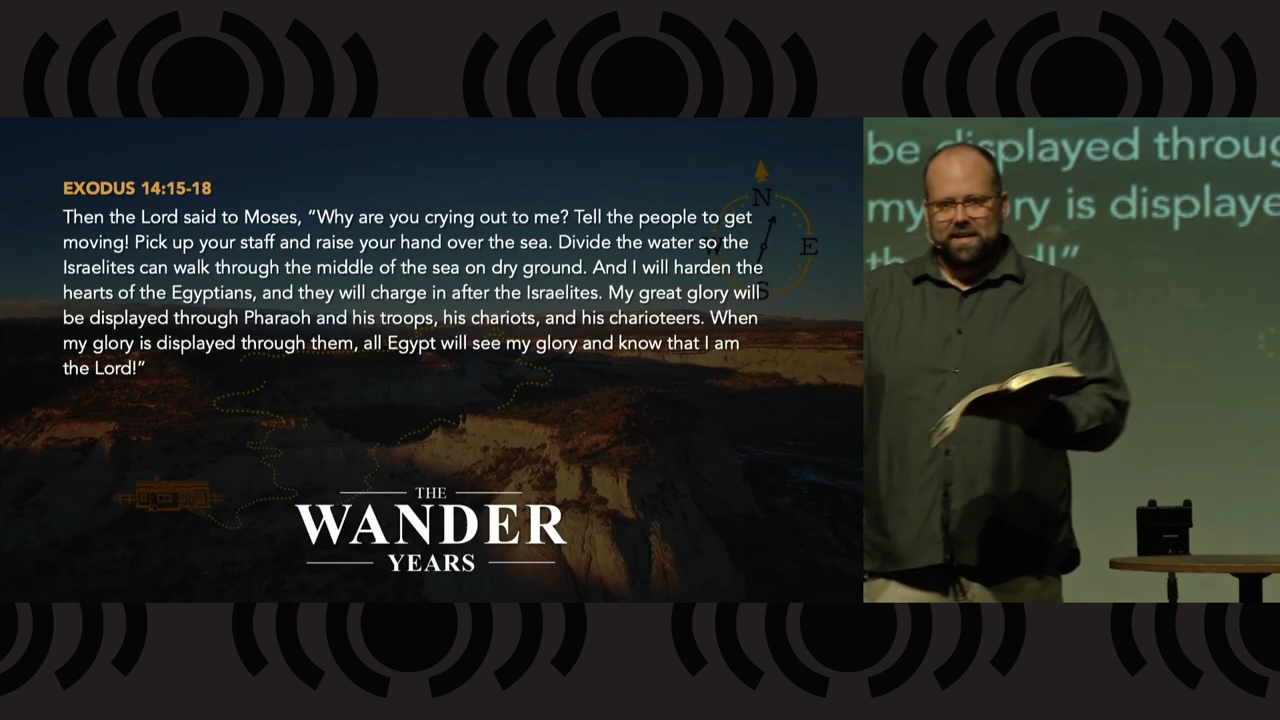 EXODUS 14:15-18
Then the Lord said to Moses, “Why are you crying out to me? Tell the people to get
moving! Pick up your staff and raise your hand over the sea. Divide the water so the
Israelites can walk through the middle of the sea on dry ground. And I will harden the
hearts of the Egyptians, and they will charge in after the Israelites. My great glory will
be displayed through Pharaoh and his troops, his chariots, and his charioteers. When
my glory is displayed through them, all Egypt will see my glory and know that I am
the Lord!”
N
W
E
S
THE
WANDER
YEARS
be displayed throug
my glory is displaye